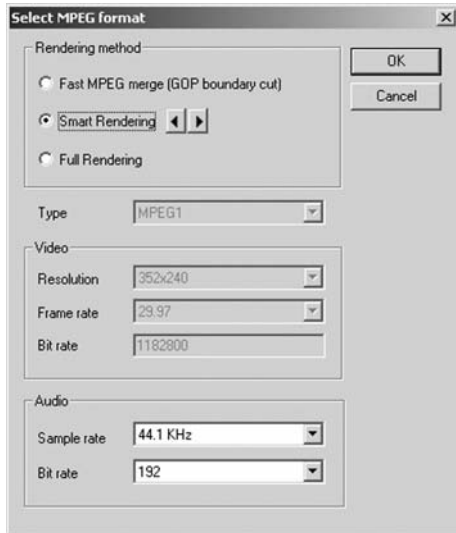 Select MPEG format
Rendering method
Fast MPEG merge (GOP boundary cut)
Smart Rendering
Full Rendering
OK
Cancel
Type MPEG1
Video
Resolution 352x240
Frame rate 29.97
Bit rate 1182800
Audio
Sample rate 44.1 KHz
Bit rate 192